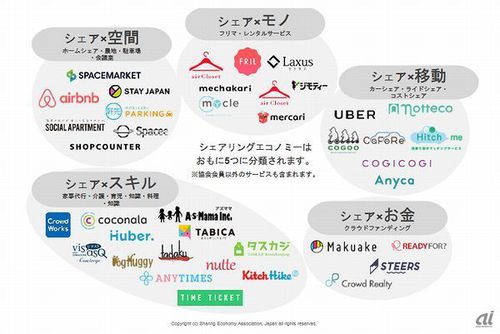 シェア×空間
ホームシェア・農地・駐車場・
会議室
SPACEMARKET
airbnb
STAY JAPAN
軒先
PARKING
SOCIAL APARTMENT
Spacee
SHOPCOUNTER
シェア×モノ
フリマ・レンタルサービス
airCloset
FRIL
Laxus
mechakari
airCloset
ジモティー
mocle
mercari
シェア×移動
カーシェア・ライドシェア・
コストシェア
UBER
notteco
COGOO
CaFoRe
Hitch me
COGICOGI
Anyca
シェアリングエコノミーは
おもに5つに分類されます。
※協会会員以外のサービスも含まれます。
シェア×スキル
家事代行・介護・育児・知識・料理
・知識
Crowd
Works
coconala
アズママ
AsMama Inc.
Huber.
TABICA
visasQ
Concierge
DogHuggy
tadaku
タスカジ
nutte
ANYTIMES
KitchHike
TIME TICKET
シェア×お金
クラウドファンディング
Makuake
READYFOR?
STEERS
Crowd Realty
Copyright (c) Sharing Economy Association, Japan all rights reserved.